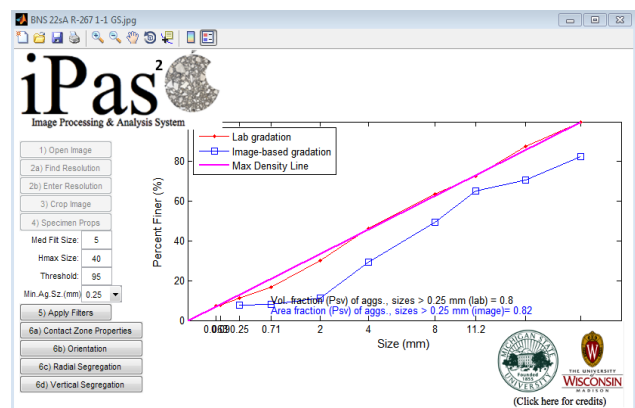 BNS 22sA R-267 1-1 GS.jpg
iPas²
Image Processing & Analysis System
1) Open Image
2a) Find Resolution
2b) Enter Resolution
3) Crop Image
4) Specimen Props
Med Filt Size: 5
Hmax Size: 40
Threshold: 95
Min.Ag.Sz.(mm) 0.25
5) Apply Filters
6a) Contact Zone Properties
6b) Orientation
6c) Radial Segregation
6d) Vertical Segregation
Lab gradation
Image-based gradation
Max Density Line
Percent Finer (%)
80
60
40
20
0
Vol. fraction (Psv) of aggs., sizes > 0.25 mm (lab) = 0.8
Area fraction (Psv) of aggs., sizes > 0.25 mm (image)= 0.82
0.25 0.71 2 4 8 11.2
Size (mm)
MICHIGAN STATE
UNIVERSITY
Founded
1855
THE UNIVERSITY
WISCONSIN
MADISON
(Click here for credits)